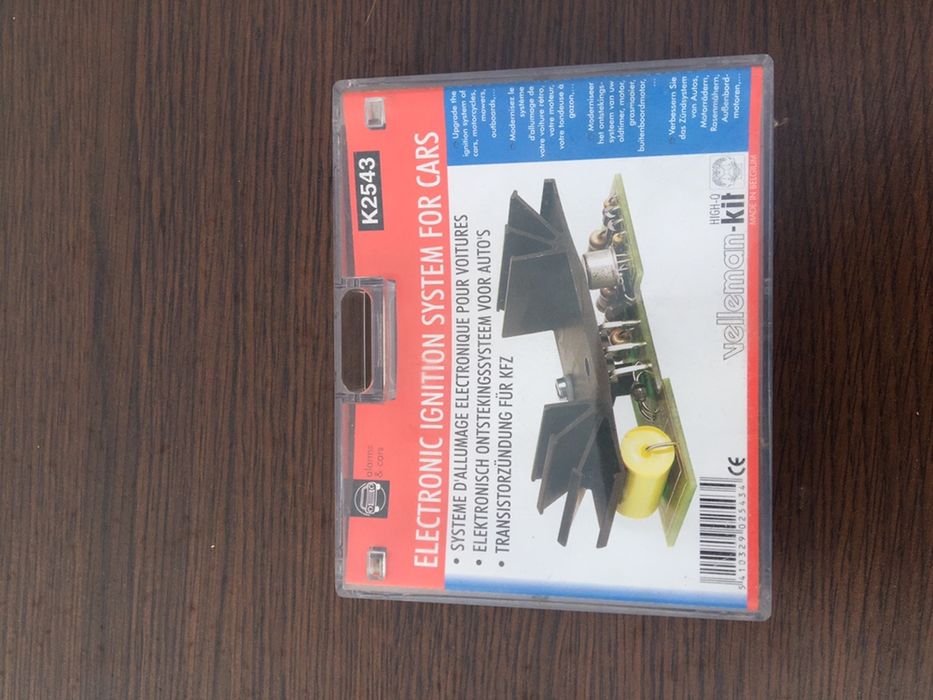 K2543
alarms
& cars
ELECTRONIC IGNITION SYSTEM FOR CARS
• SYSTEME D'ALLUMAGE ELECTRONIQUE POUR VOITURES
• ELEKTRONISCH ONTSTEKINGSSYSTEEM VOOR AUTO'S
• TRANSISTORZÜNDUNG FÜR KFZ
Upgrade the
ignition system of
cars, motorcycles,
mowers,
outboards,...
Modernisez le
système
d'allumage de
votre voiture rétro,
votre moteur,
votre tondeuse à
gazon,...
Moderniseer
het ontstekings-
systeem van uw
oldtimer, motor,
grasmaaier,
buitenboordmotor,
...
Verbessern Sie
das Zündsystem
von Autos,
Motorrädern,
Rasenmähern,
Außenbord-
motoren,...
HIGH-Q
velleman-kit
MADE IN BELGIUM
5 410329 025434
CE